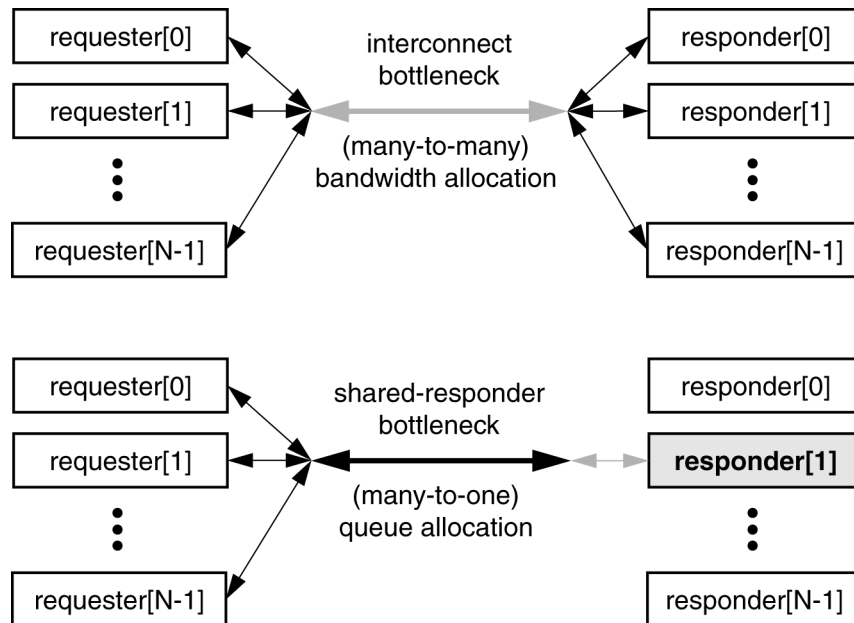 requester[0]
requester[1]
requester[N-1]
interconnect
bottleneck
(many-to-many)
bandwidth allocation
responder[0]
responder[1]
responder[N-1]
requester[0]
requester[1]
requester[N-1]
shared-responder
bottleneck
(many-to-one)
queue allocation
responder[0]
responder[1]
responder[N-1]